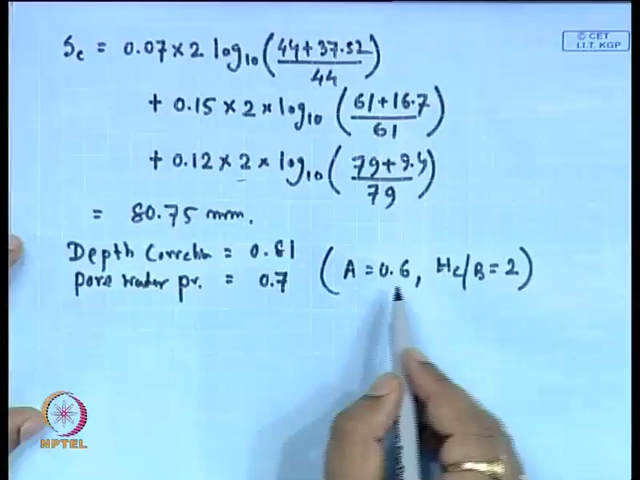 © CET
I.I.T. KGP
Sc = 0.07 × 2 log10 ((44 + 37.52)/44)
+ 0.15 × 2 × log10 ((61 + 16.7)/61)
+ 0.12 × 2 × log10 ((79 + 9.4)/79)
= 80.75 mm.
Depth Correctin = 0.61
Pore water pr. = 0.7 (A = 0.6, Hc/B = 2)
NPTEL